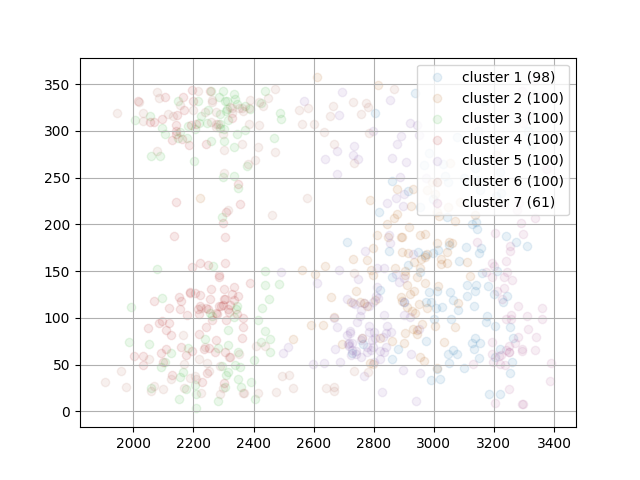 cluster 1 (98)
cluster 2 (100)
cluster 3 (100)
cluster 4 (100)
cluster 5 (100)
cluster 6 (100)
cluster 7 (61)
350
300
250
200
150
100
50
0
2000 2200 2400 2600 2800 3000 3200 3400